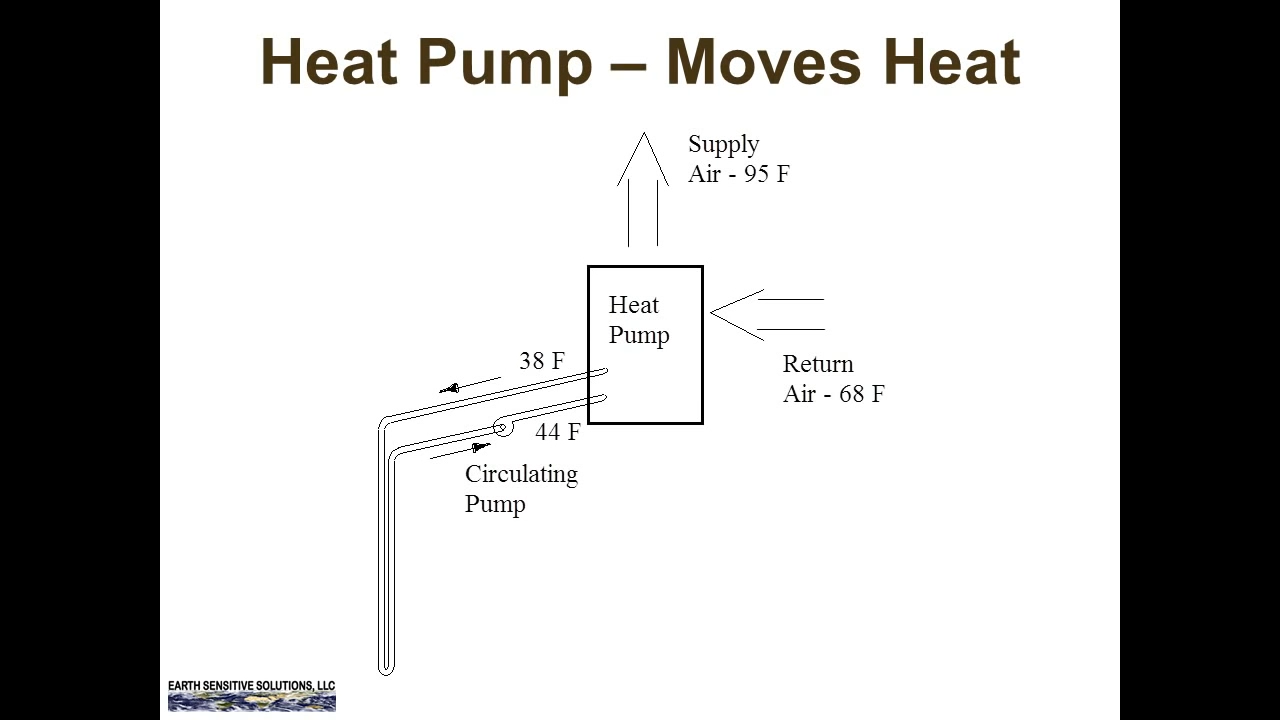 Heat Pump – Moves Heat
Supply
Air - 95 F
Heat
Pump
Return
Air - 68 F
38 F
44 F
Circulating
Pump
EARTH SENSITIVE SOLUTIONS, LLC